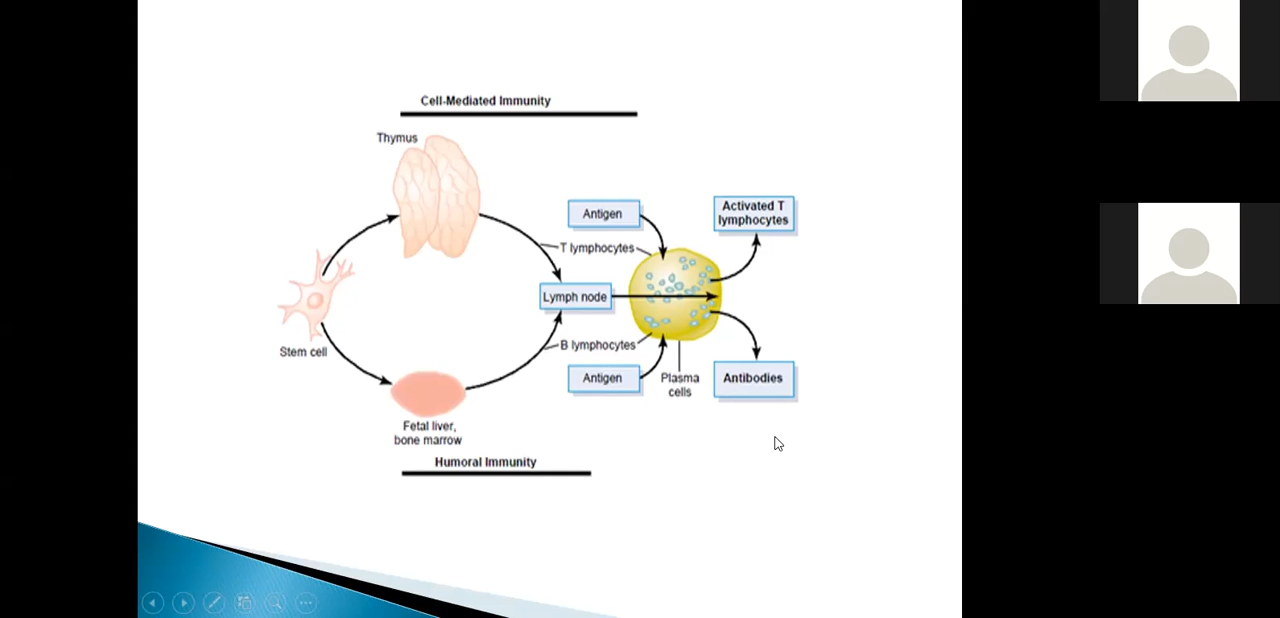 Cell-Mediated Immunity
Thymus
Antigen
Activated T
lymphocytes
T lymphocytes
Lymph node
Stem cell
B lymphocytes
Antigen
Plasma
cells
Antibodies
Fetal liver,
bone marrow
Humoral Immunity